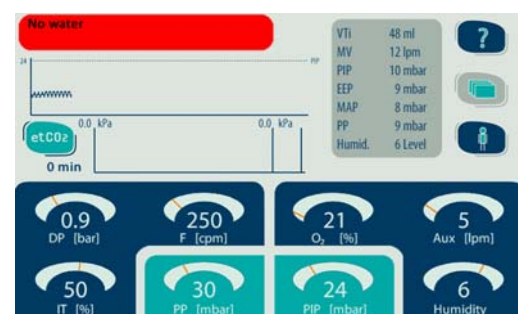 No water
24
PIP
etCO2
0.0 kPa
0.0 kPa
0 min
VTi 48 ml
MV 12 lpm
PIP 10 mbar
EEP 9 mbar
MAP 8 mbar
PP 9 mbar
Humid. 6 Level
?
0.9
DP [bar]
250
F [cpm]
21
O₂ [%]
5
Aux [lpm]
50
IT [%]
30
PP [mbar]
24
PIP [mbar]
6
Humidity